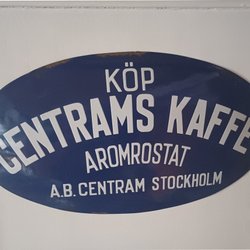 KÖP
CENTRAMS KAFFE
AROMROSTAT
A.B. CENTRAM STOCKHOLM